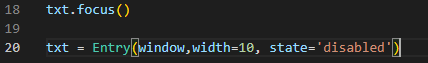 18 txt.focus()
19
20 txt = Entry(window,width=10, state='disabled')